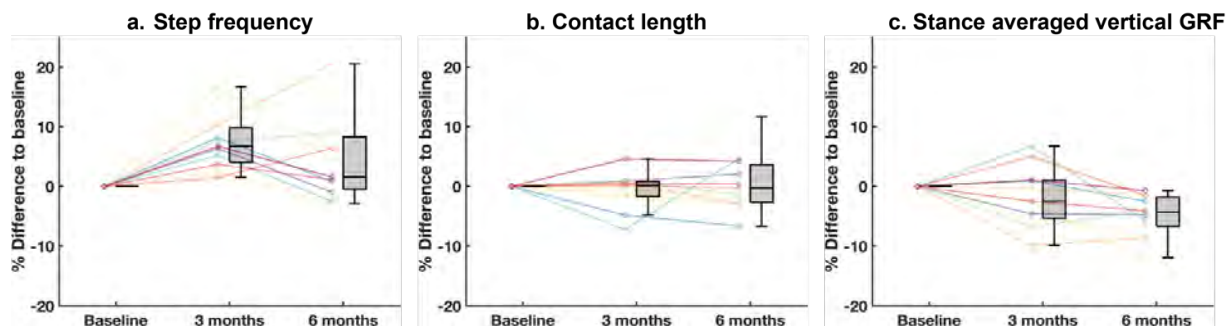 a. Step frequency
% Difference to baseline
20
10
0
-10
-20
Baseline 3 months 6 months
b. Contact length
% Difference to baseline
20
10
0
-10
-20
Baseline 3 months 6 months
c. Stance averaged vertical GRF
% Difference to baseline
20
10
0
-10
-20
Baseline 3 months 6 months